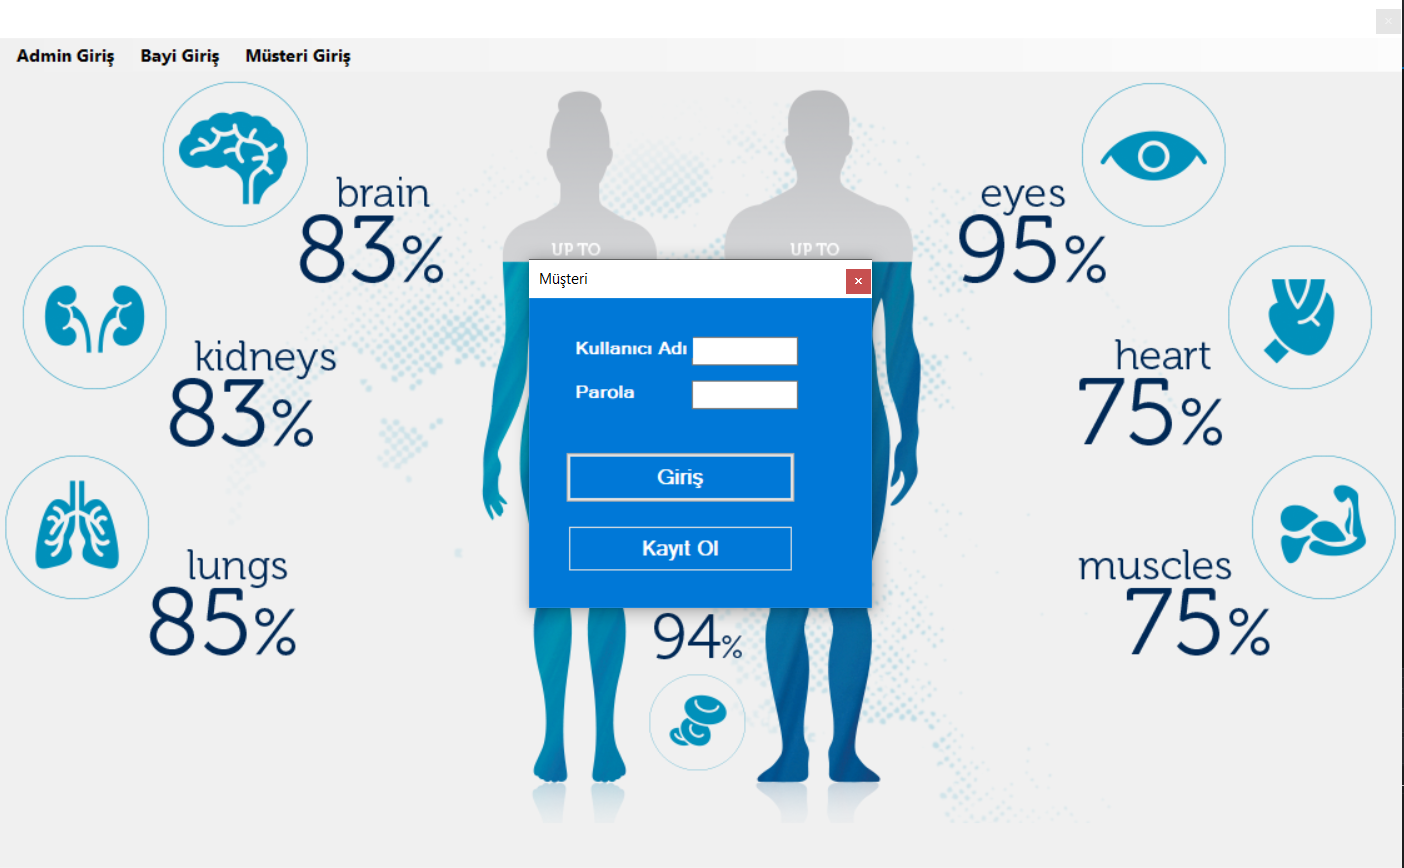 Admin Giriş Bayi Giriş Müsteri Giriş
brain
83%
kidneys
83%
lungs
85%
UP TO
UP TO
Müşteri
Kullanıcı Adı
Parola
Giriş
Kayıt Ol
94%
eyes
95%
heart
75%
muscles
75%